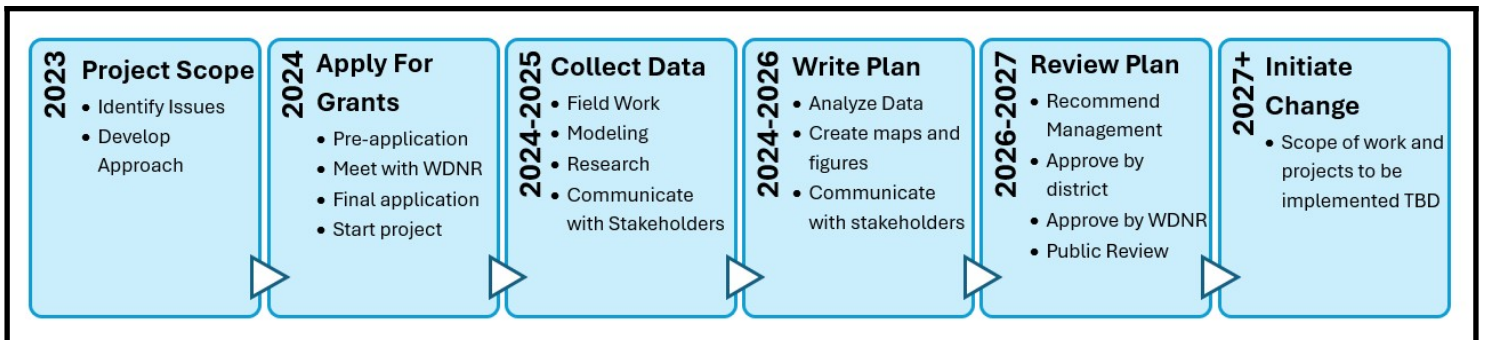 2023
Project Scope
• Identify Issues
• Develop
Approach
2024
Apply For
Grants
• Pre-application
• Meet with WDNR
• Final application
• Start project
2024-2025
Collect Data
• Field Work
• Modeling
• Research
• Communicate
with Stakeholders
2024-2026
Write Plan
• Analyze Data
• Create maps and
figures
• Communicate
with stakeholders
2026-2027
Review Plan
• Recommend
Management
• Approve by
district
• Approve by WDNR
• Public Review
2027+
Initiate
Change
• Scope of work and
projects to be
implemented TBD